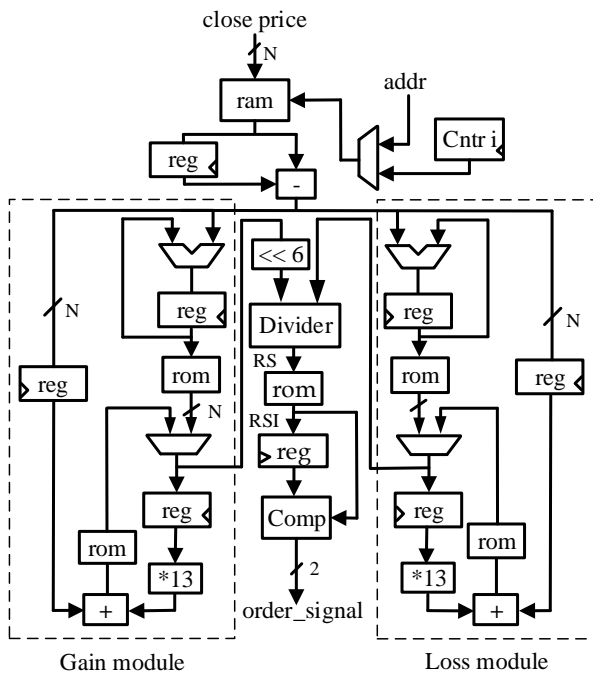 close price
N
ram
addr
Cntr i
reg
-
<< 6
N
reg
Divider
reg
N
reg
rom
RS
rom
rom
reg
N
RSI
reg
reg
reg
rom
Comp
rom
*13
*13
+
2
+
order_signal
Gain module
Loss module